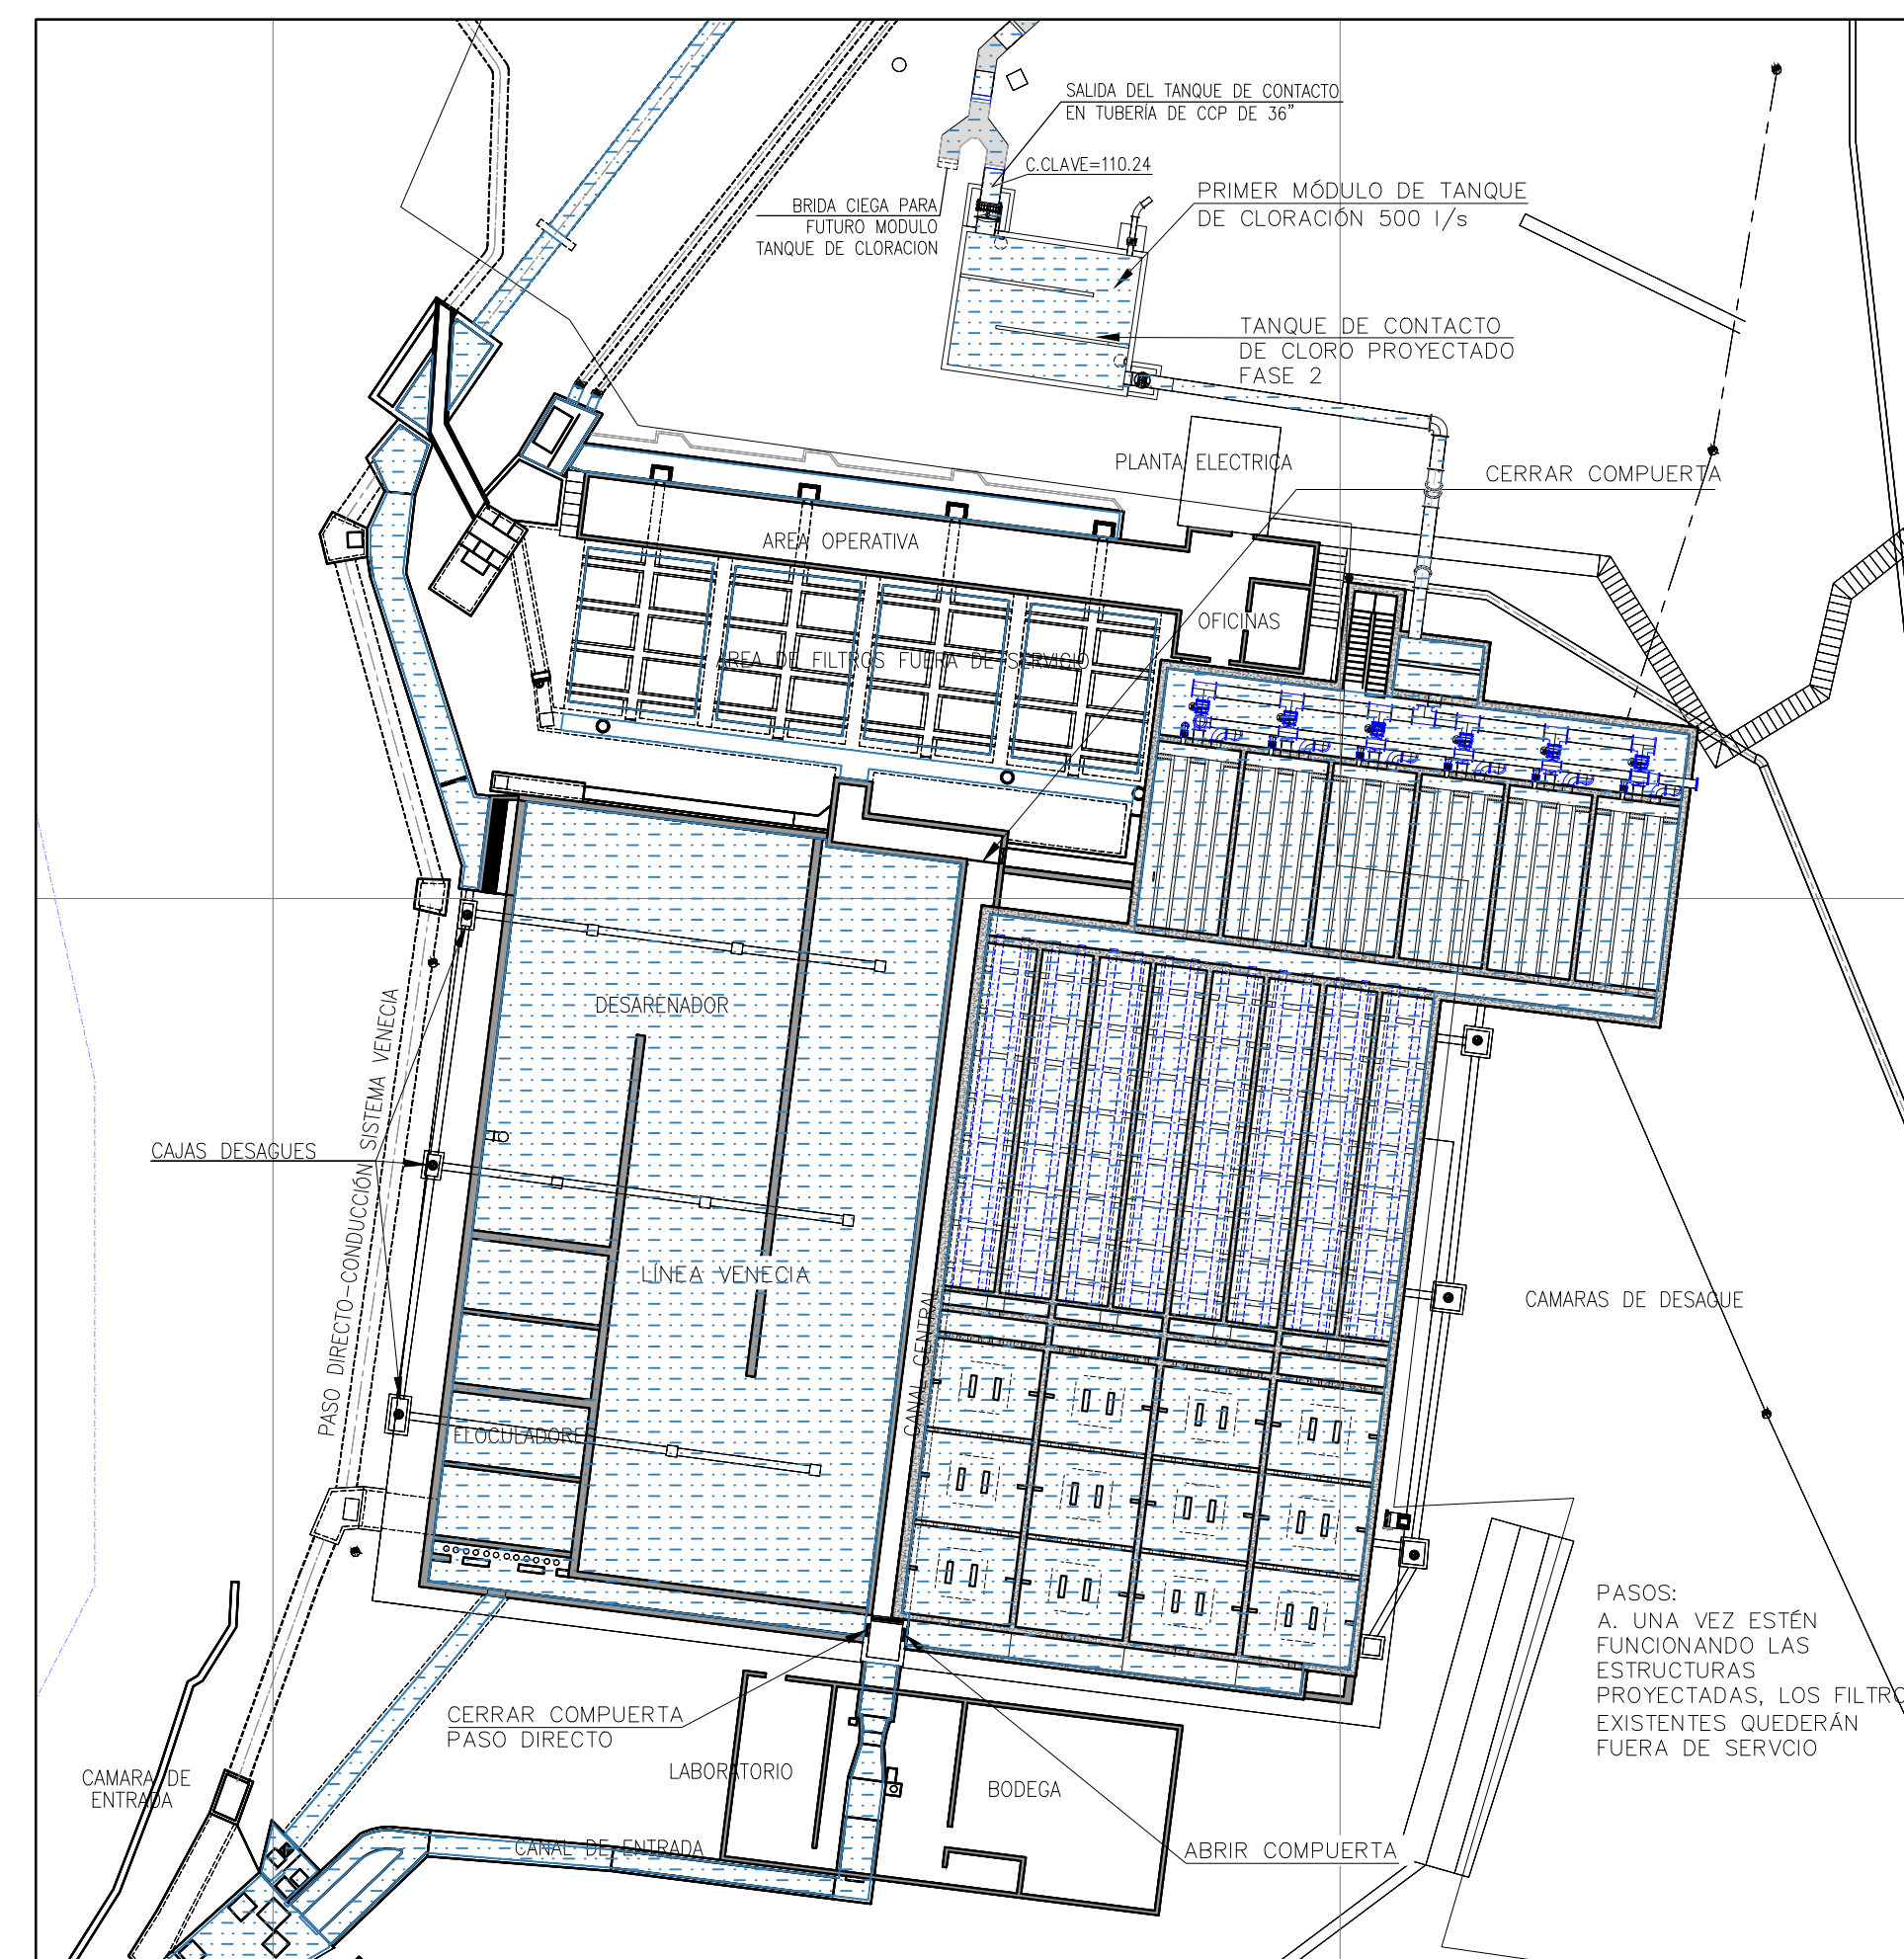 SALIDA DEL TANQUE DE CONTACTO
EN TUBERÍA DE CCP DE 36"
C.CLAVE=110.24
BRIDA CIEGA PARA
FUTURO MODULO
TANQUE DE CLORACION
PRIMER MÓDULO DE TANQUE
DE CLORACIÓN 500 l/s
TANQUE DE CONTACTO
DE CLORO PROYECTADO
FASE 2
PLANTA ELECTRICA
CERRAR COMPUERTA
AREA OPERATIVA
OFICINAS
AREA DE FILTROS FUERA DE SERVICIO
DESARENADOR
PASO DIRECTO-CONDUCCIÓN SISTEMA VENECIA
CAJAS DESAGUES
LÍNEA VENECIA
CANAL CENTRAL
CAMARAS DE DESAGUE
FLOCULADORES
PASOS:
A. UNA VEZ ESTÉN
FUNCIONANDO LAS
ESTRUCTURAS
PROYECTADAS, LOS FILTRO
EXISTENTES QUEDERÁN
FUERA DE SERVCIO
CERRAR COMPUERTA
PASO DIRECTO
LABORATORIO
BODEGA
CAMARA DE
ENTRADA
CANAL DE ENTRADA
ABRIR COMPUERTA